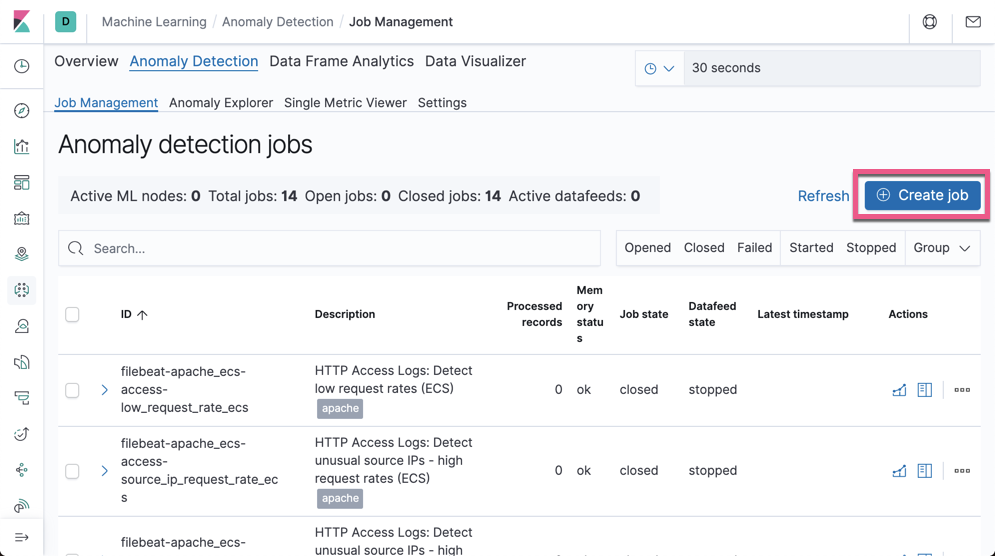 D Machine Learning / Anomaly Detection / Job Management
Overview Anomaly Detection Data Frame Analytics Data Visualizer
30 seconds
Job Management Anomaly Explorer Single Metric Viewer Settings
Anomaly detection jobs
Active ML nodes: 0 Total jobs: 14 Open jobs: 0 Closed jobs: 14 Active datafeeds: 0
Refresh Create job
Search... Opened Closed Failed Started Stopped Group
ID Description Processed records Mem ory statu s Job state Datafeed state Latest timestamp Actions
filebeat-apache_ecs-
access-
low_request_rate_ecs
HTTP Access Logs: Detect
low request rates (ECS)
apache
0 ok closed stopped
filebeat-apache_ecs-
access-
source_ip_request_rate_ec
s
HTTP Access Logs: Detect
unusual source IPs - high
request rates (ECS)
apache
0 ok closed stopped
filebeat-apache_ecs-
HTTP Access Logs: Detect
unusual source IPs - high